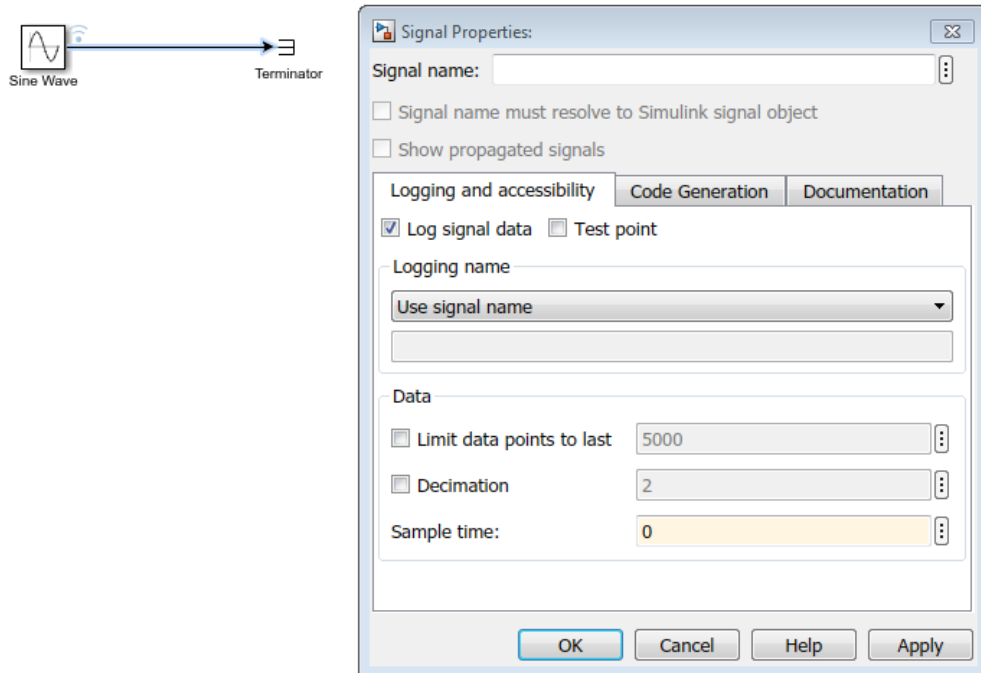 Sine Wave
Terminator
Signal Properties:
Signal name:
Signal name must resolve to Simulink signal object
Show propagated signals
Logging and accessibility Code Generation Documentation
Log signal data Test point
Logging name
Use signal name
Data
Limit data points to last 5000
Decimation 2
Sample time: 0
OK Cancel Help Apply